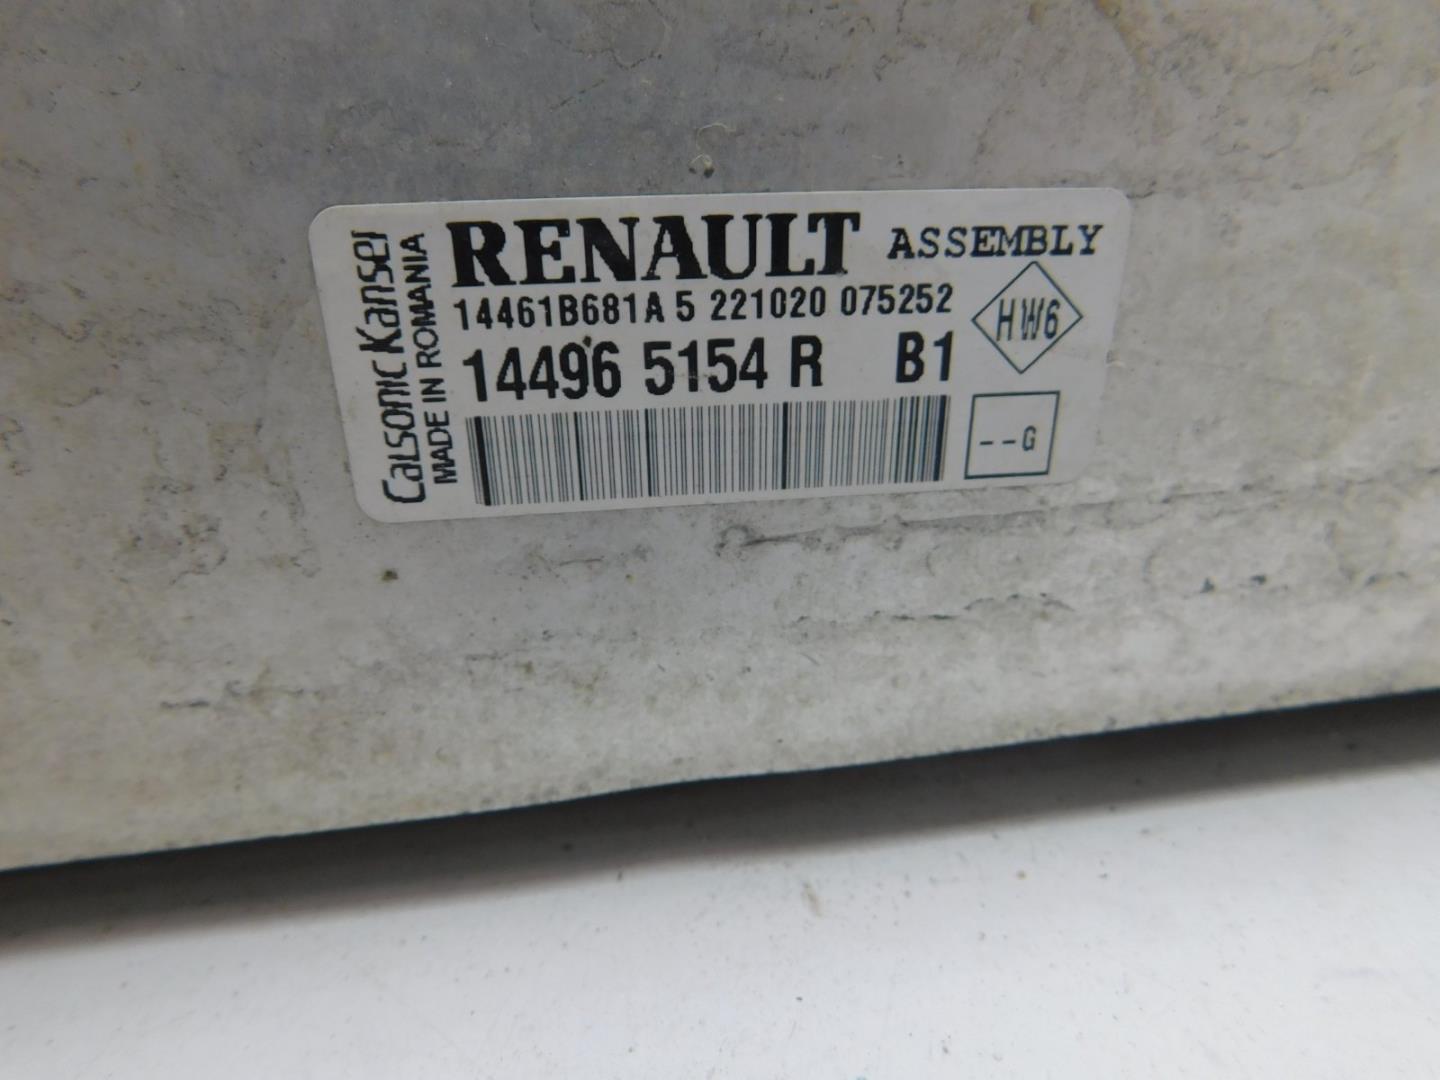 Calsonic Kansei
MADE IN ROMANIA
RENAULT ASSEMBLY
14461B681A 5 221020 075252
14496 5154 R B1
HW6
--G